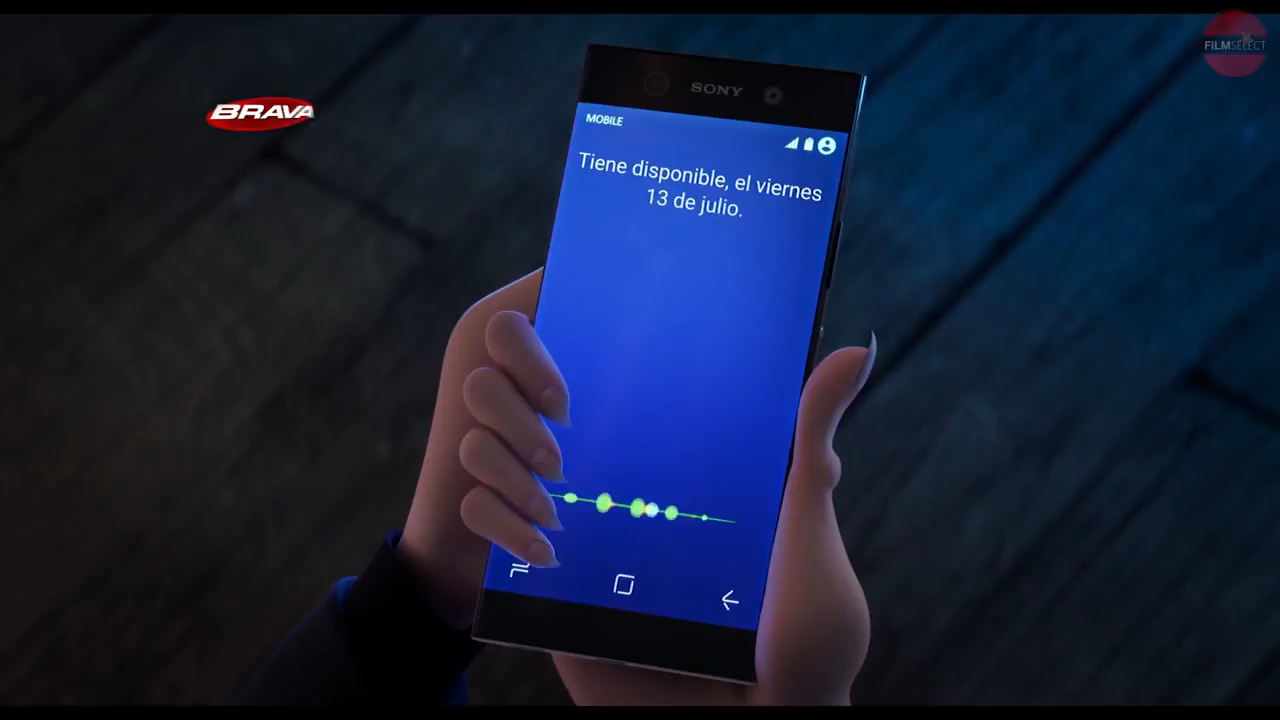 FILMSELECT
BRAVA
SONY
MOBILE
Tiene disponible, el viernes
13 de julio.